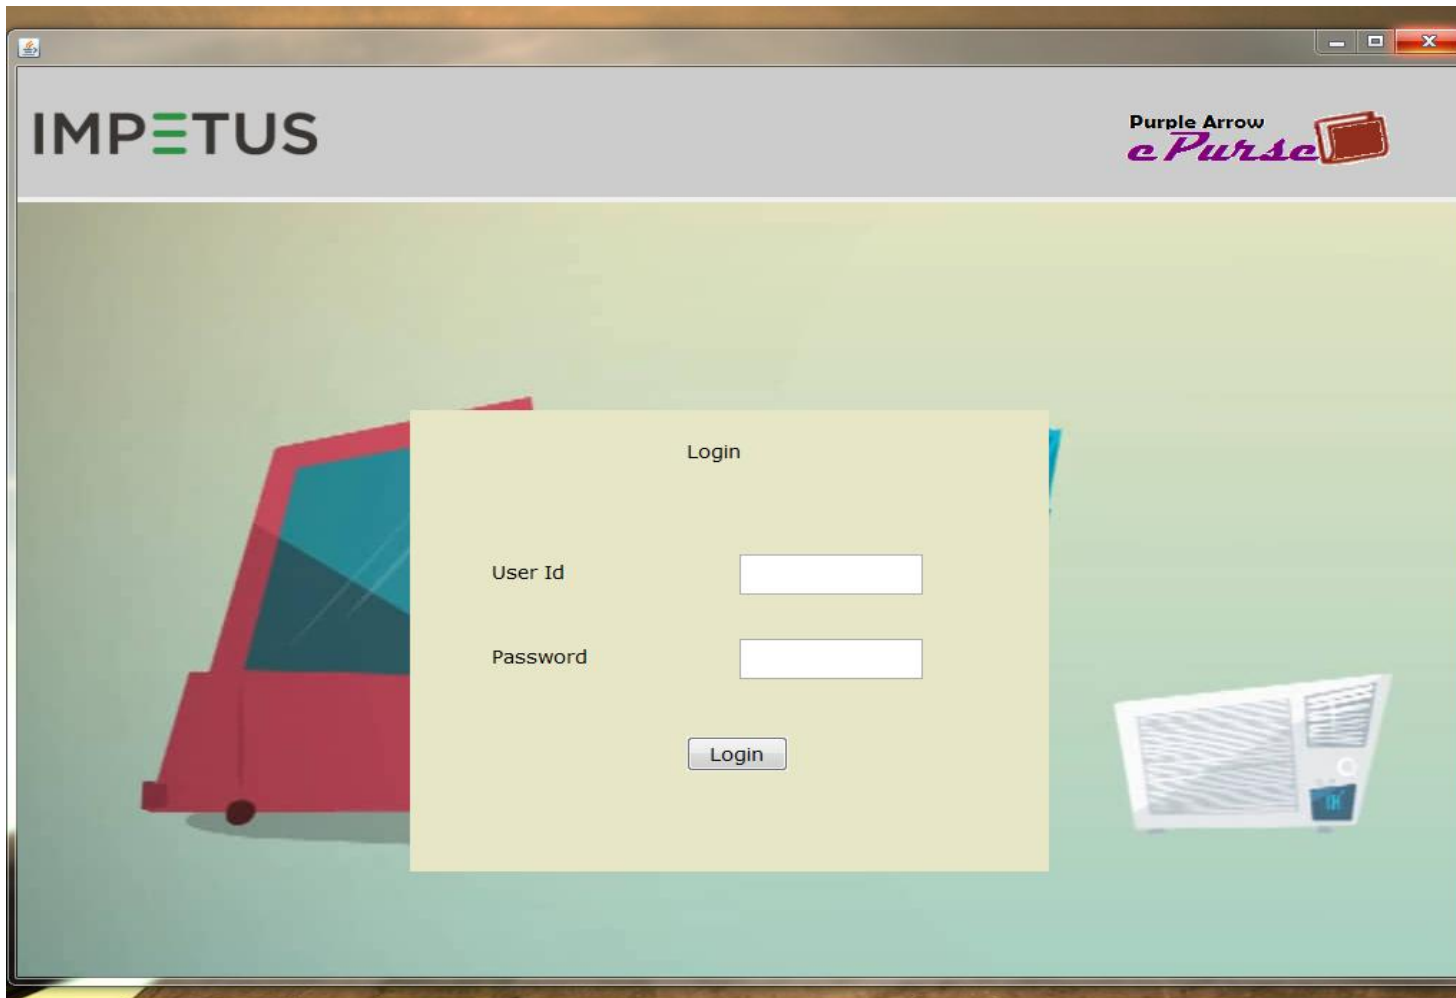 IMPETUS
Purple Arrow
ePurse
Login
User Id
Password
Login